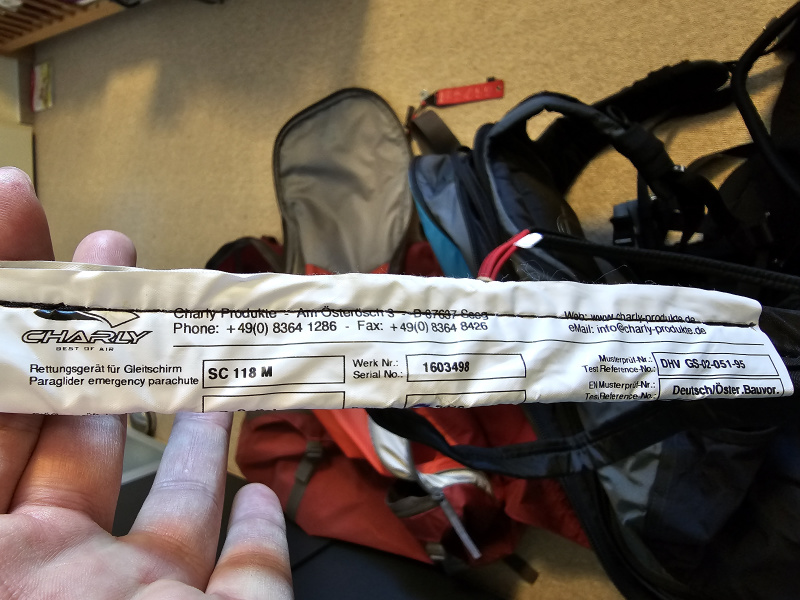 Charly Produkte - Am Österösch 3 - D-87637 Seeg
Phone: +49(0) 8364 1286 - Fax: +49(0) 8364 8426
Web: www.charly-produkte.de
eMail: info@charly-produkte.de
CHARLY
BEST OF AIR
Rettungsgerät für Gleitschirm
Paraglider emergency parachute
SC 118 M
Werk Nr.:
Serial No.:
1603498
Musterprüf-Nr.:
Test Reference-No.:
DHV GS-02-051-95
EN Musterprüf-Nr.:
Test Reference-No.:
Deutsch/Öster.Bauvor.